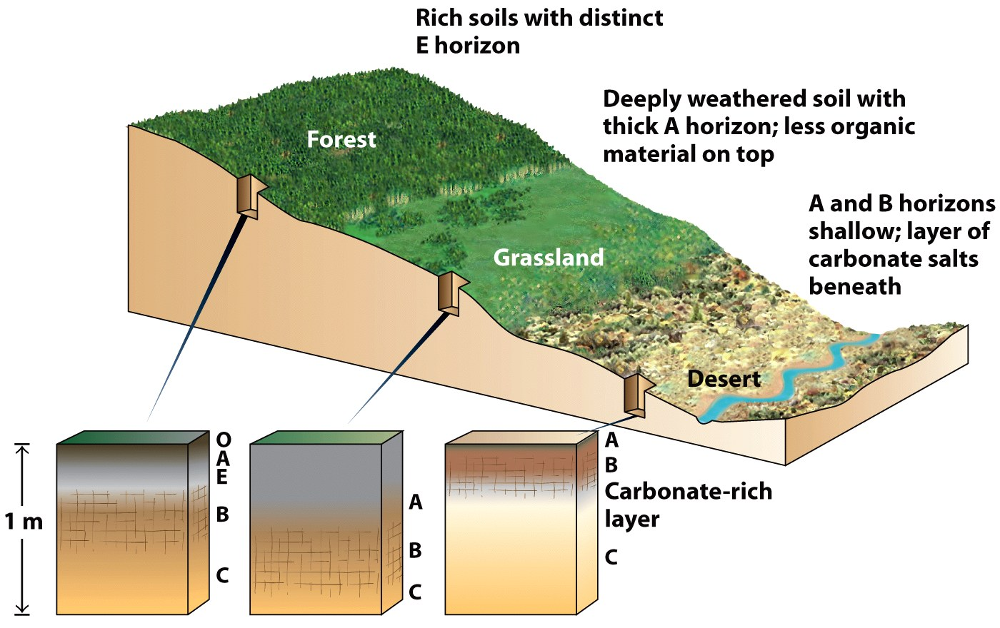 Rich soils with distinct
E horizon
Deeply weathered soil with
thick A horizon; less organic
material on top
A and B horizons
shallow; layer of
carbonate salts
beneath
Forest
Grassland
Desert
1 m
O
A
E
B
C
A
B
C
A
B
Carbonate-rich
layer
C